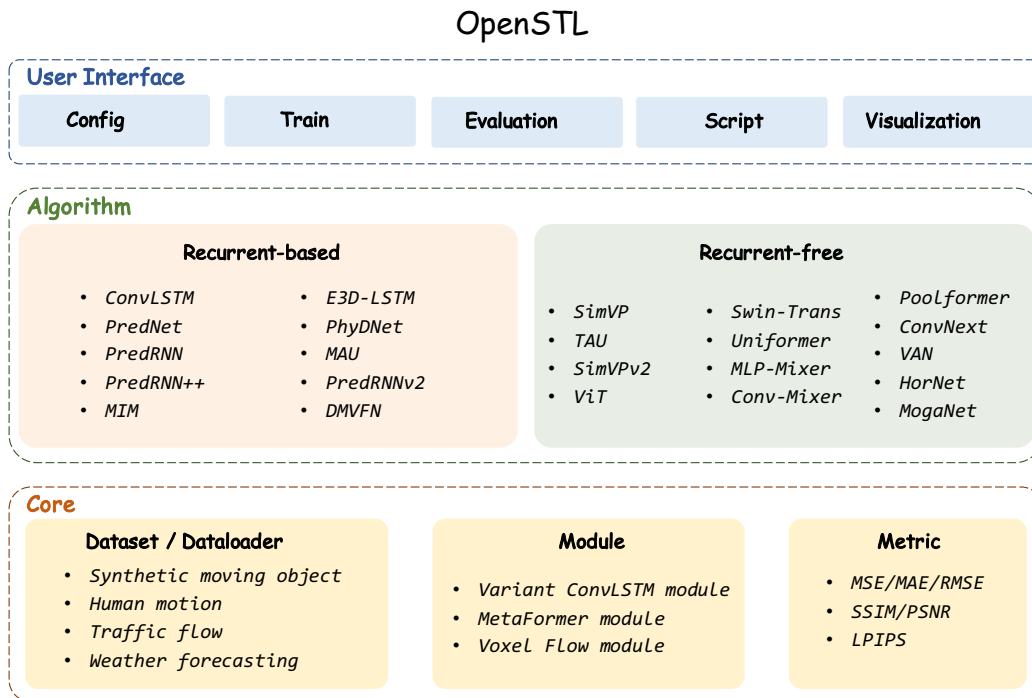 OpenSTL
User Interface
Config
Train
Evaluation
Script
Visualization
Algorithm
Recurrent-based
• ConvLSTM
• PredNet
• PredRNN
• PredRNN++
• MIM
• E3D-LSTM
• PhyDNet
• MAU
• PredRNNv2
• DMVFN
Recurrent-free
• SimVP
• TAU
• SimVPv2
• ViT
• Swin-Trans
• Uniformer
• MLP-Mixer
• Conv-Mixer
• Poolformer
• ConvNext
• VAN
• HorNet
• MogaNet
Core
Dataset / Dataloader
• Synthetic moving object
• Human motion
• Traffic flow
• Weather forecasting
Module
• Variant ConvLSTM module
• MetaFormer module
• Voxel Flow module
Metric
• MSE/MAE/RMSE
• SSIM/PSNR
• LPIPS